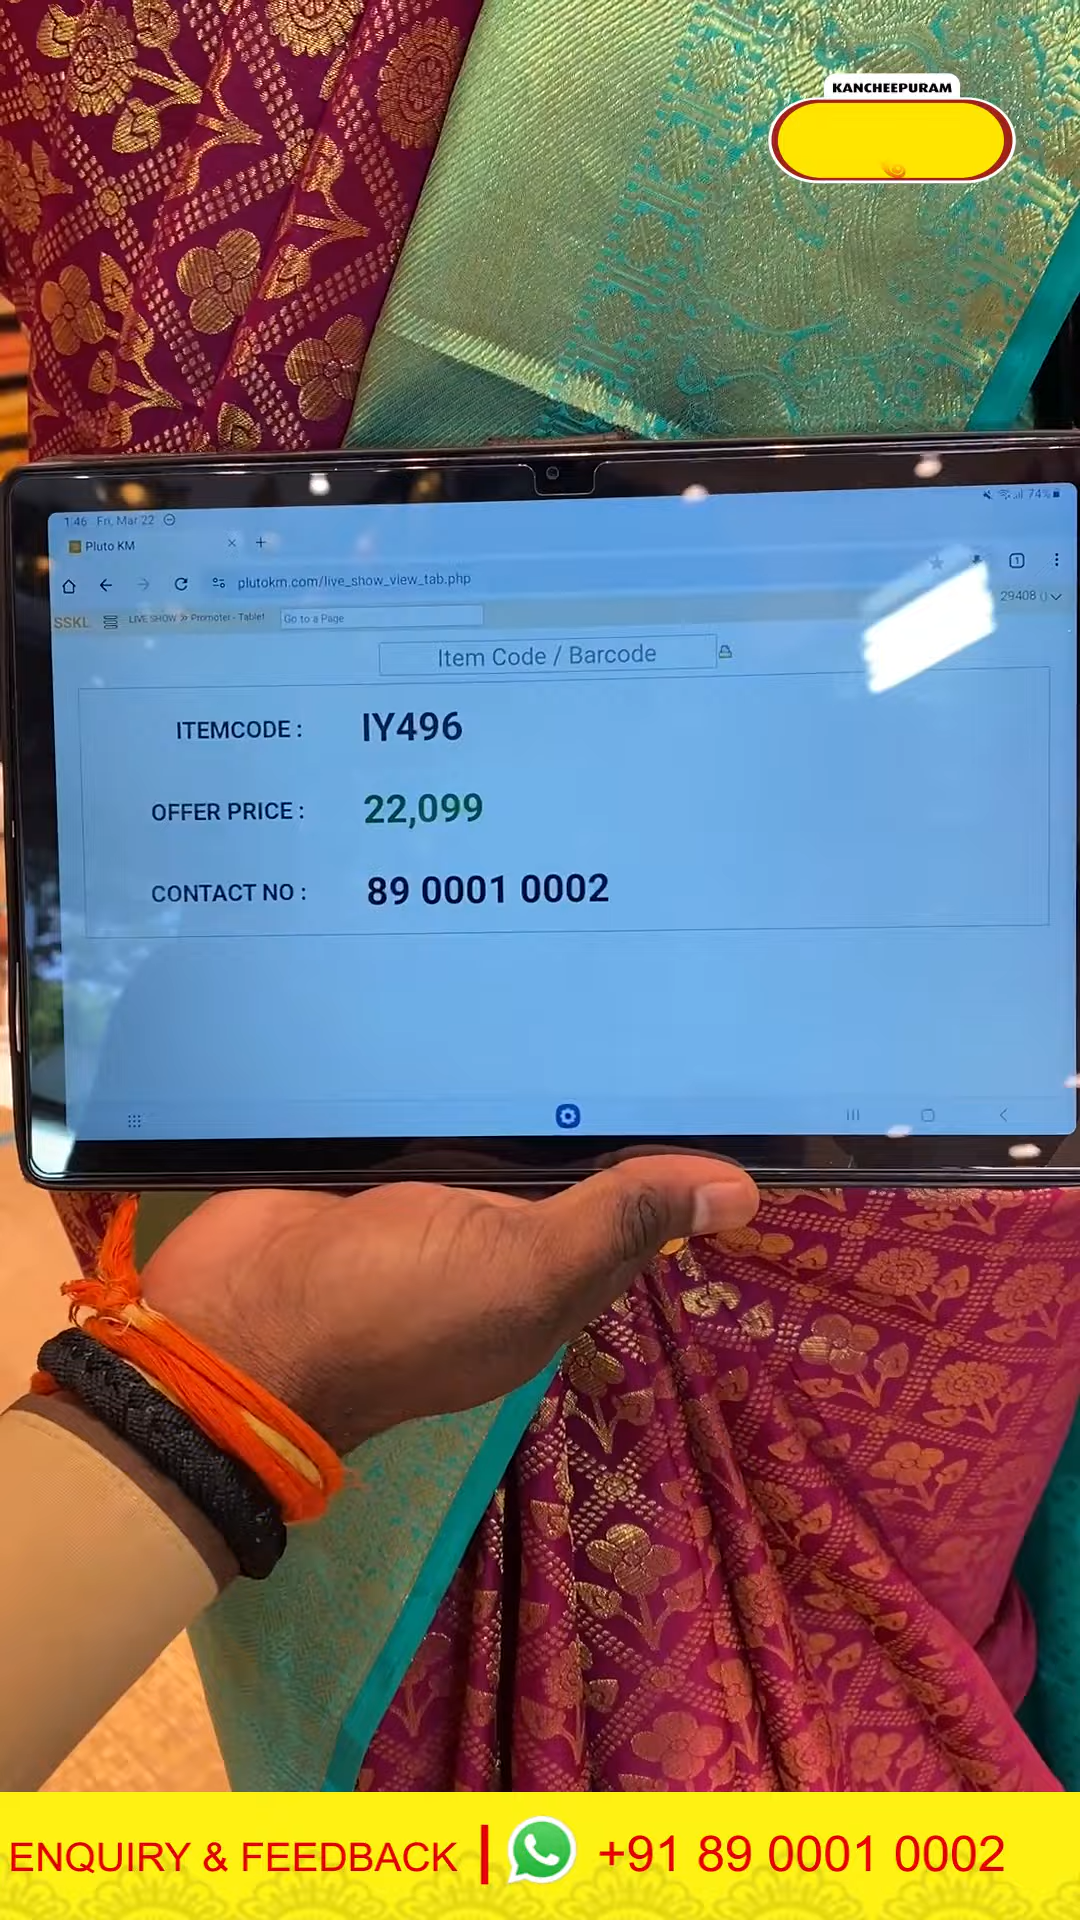 KANCHEEPURAM
1:46 Fri, Mar 22
74%
Pluto KM
plutokm.com/live_show_view_tab.php
29408 ()
SSKL
LIVE SHOW >> Promoter - Tablet
Go to a Page
Item Code / Barcode
ITEMCODE : IY496
OFFER PRICE : 22,099
CONTACT NO : 89 0001 0002
ENQUIRY & FEEDBACK | +91 89 0001 0002